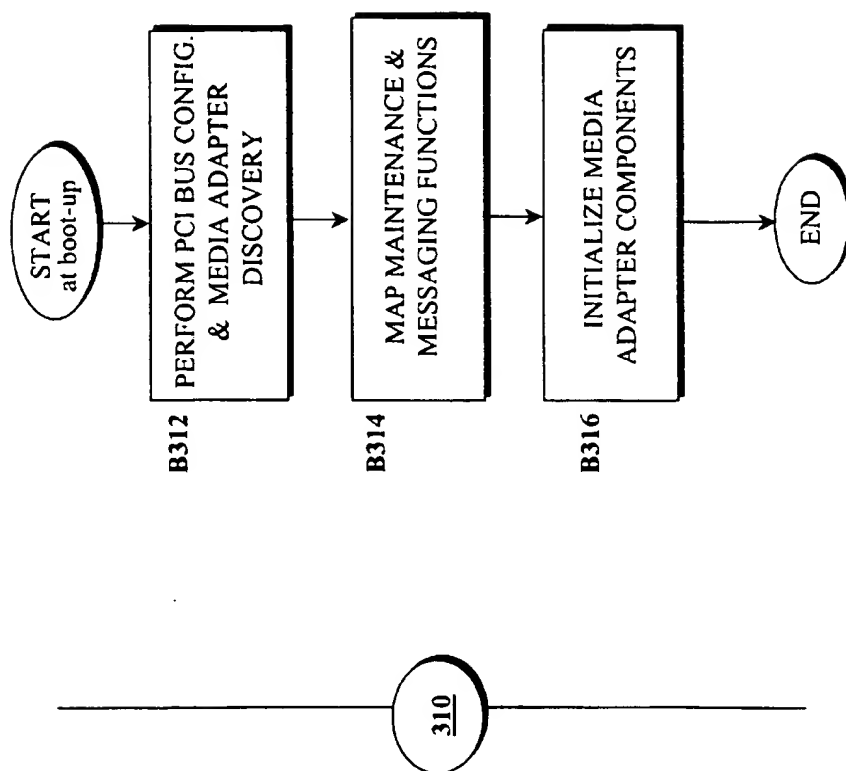 START
at boot-up
B312
PERFORM PCI BUS CONFIG.
& MEDIA ADAPTER
DISCOVERY
B314
MAP MAINTENANCE &
MESSAGING FUNCTIONS
B316
INITIALIZE MEDIA
ADAPTER COMPONENTS
END
310